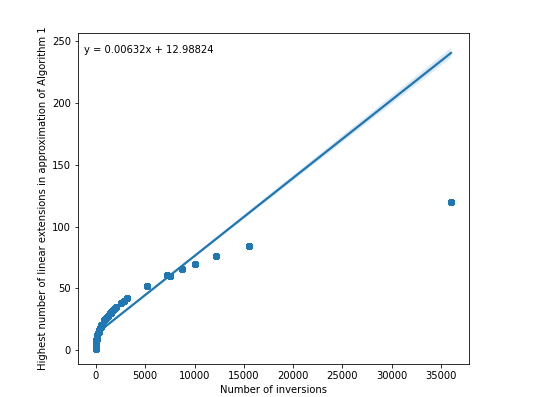 Highest number of linear extensions in approximation of Algorithm 1
250
200
150
100
50
0
y = 0.00632x + 12.98824
0 5000 10000 15000 20000 25000 30000 35000
Number of inversions